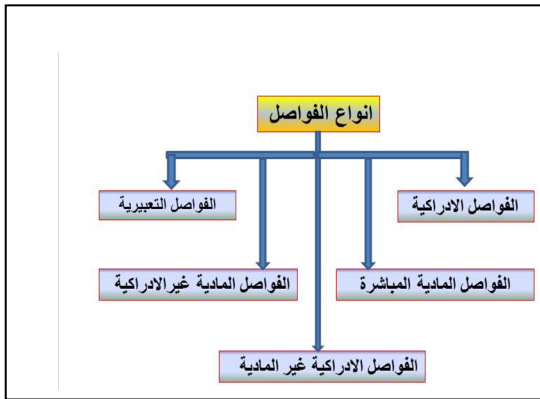 انواع الفواصل
الفواصل الادراكية
الفواصل التعبيرية
الفواصل المادية المباشرة
الفواصل المادية غيرالادراكية
الفواصل الادراكية غير المادية